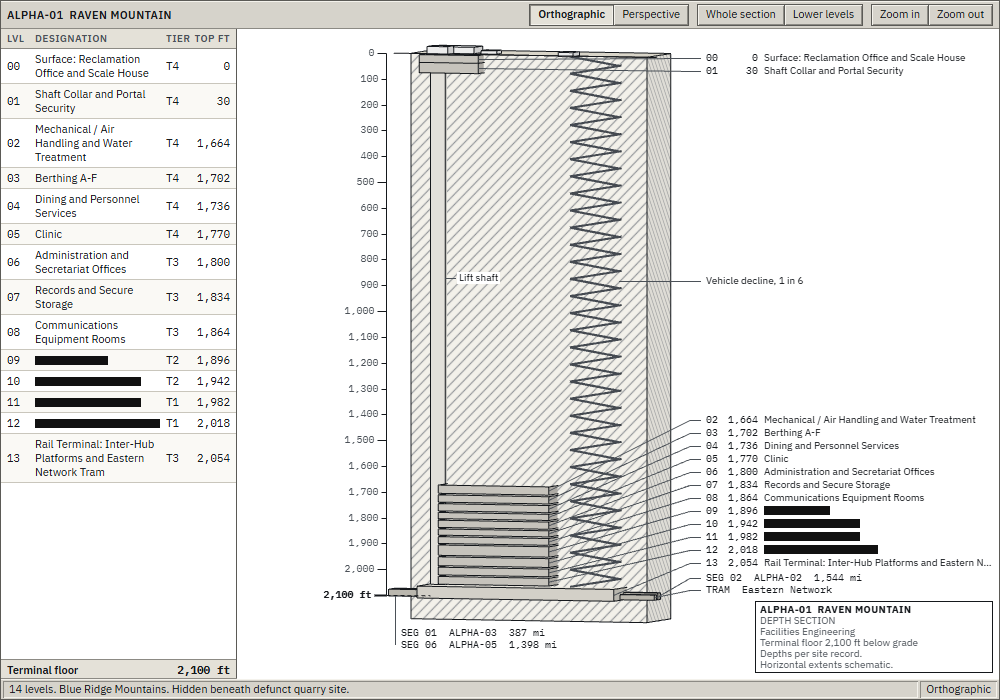 ALPHA-01 RAVEN MOUNTAIN
Orthographic Perspective Whole section Lower levels Zoom in Zoom out
LVL DESIGNATION TIER TOP FT
00 Surface: Reclamation Office and Scale House T4 0
01 Shaft Collar and Portal Security T4 30
02 Mechanical / Air Handling and Water Treatment T4 1,664
03 Berthing A-F T4 1,702
04 Dining and Personnel Services T4 1,736
05 Clinic T4 1,770
06 Administration and Secretariat Offices T3 1,800
07 Records and Secure Storage T3 1,834
08 Communications Equipment Rooms T3 1,864
09 T2 1,896
10 T2 1,942
11 T1 1,982
12 T1 2,018
13 Rail Terminal: Inter-Hub Platforms and Eastern Network Tram T3 2,054
Terminal floor 2,100 ft
0
100
200
300
400
500
600
700
800
900
1,000
1,100
1,200
1,300
1,400
1,500
1,600
1,700
1,800
1,900
2,000
2,100 ft
Lift shaft
00 0 Surface: Reclamation Office and Scale House
01 30 Shaft Collar and Portal Security
Vehicle decline, 1 in 6
02 1,664 Mechanical / Air Handling and Water Treatment
03 1,702 Berthing A-F
04 1,736 Dining and Personnel Services
05 1,770 Clinic
06 1,800 Administration and Secretariat Offices
07 1,834 Records and Secure Storage
08 1,864 Communications Equipment Rooms
09 1,896
10 1,942
11 1,982
12 2,018
13 2,054 Rail Terminal: Inter-Hub Platforms and Eastern N...
SEG 02 ALPHA-02 1,544 mi
TRAM Eastern Network
SEG 01 ALPHA-03 387 mi
SEG 06 ALPHA-05 1,398 mi
ALPHA-01 RAVEN MOUNTAIN
DEPTH SECTION
Facilities Engineering
Terminal floor 2,100 ft below grade
Depths per site record.
Horizontal extents schematic.
14 levels. Blue Ridge Mountains. Hidden beneath defunct quarry site.
Orthographic